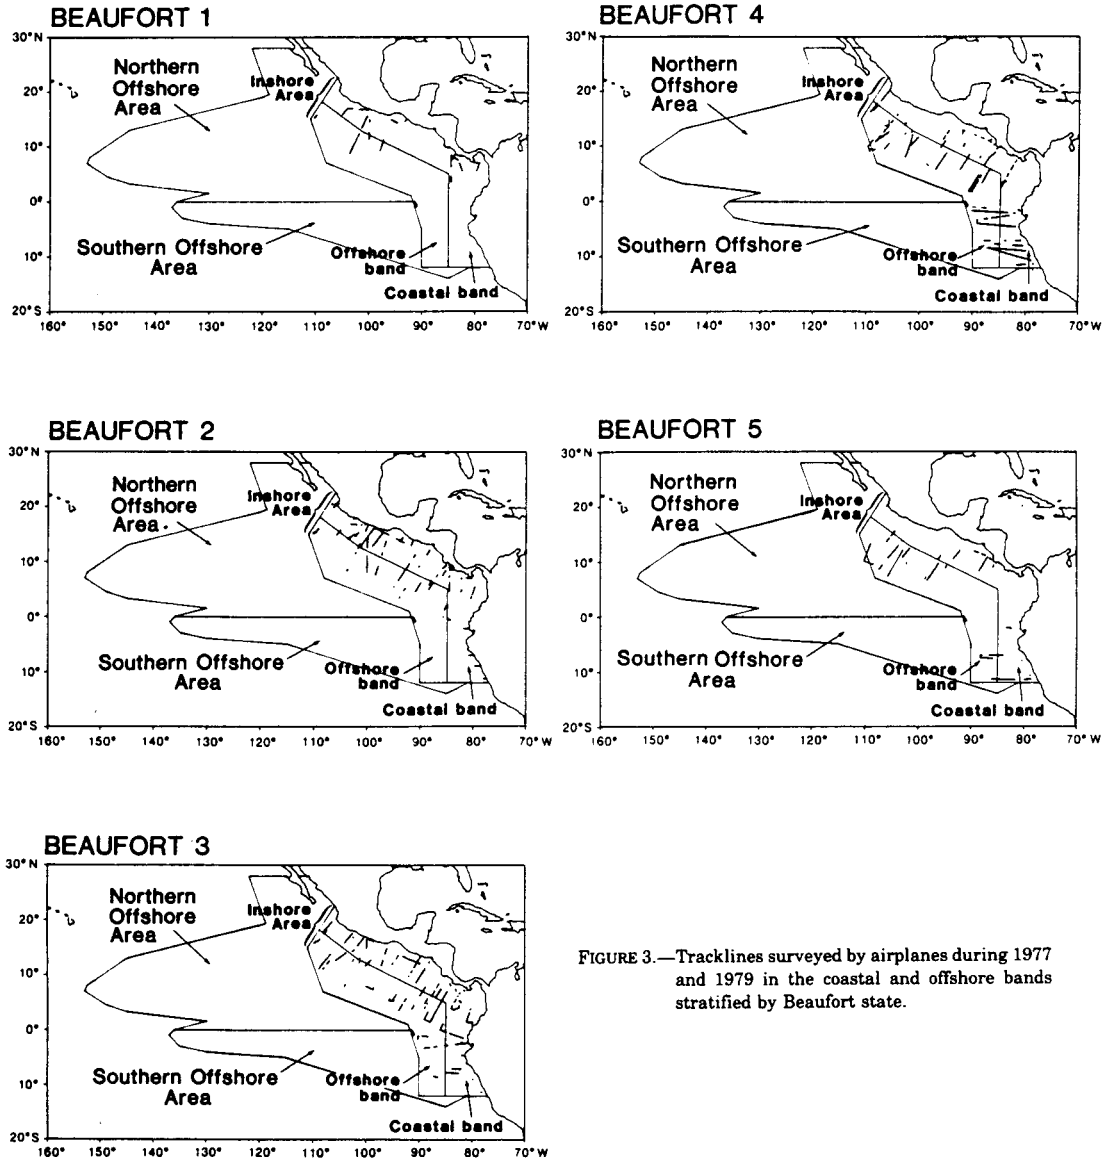 BEAUFORT 1
30°N
20°
10°
0°
10°
20°S
160°
150°
140°
130°
120°
110°
100°
90°
80°
70°W
Northern
Offshore
Area
Inshore
Area
Southern Offshore
Area
Offshore
band
Coastal band
BEAUFORT 4
30°N
20°
10°
0°
10°
20°S
160°
150°
140°
130°
120°
110°
100°
90°
80°
70°W
Northern
Offshore
Area
Inshore
Area
Southern Offshore
Area
Offshore
band
Coastal band
BEAUFORT 2
30°N
20°
10°
0°
10°
20°S
160°
150°
140°
130°
120°
110°
100°
90°
80°
70°W
Northern
Offshore
Area
Inshore
Area
Southern Offshore
Area
Offshore
band
Coastal band
BEAUFORT 5
30°N
20°
10°
0°
10°
20°S
160°
150°
140°
130°
120°
110°
100°
90°
80°
70°W
Northern
Offshore
Area
Inshore
Area
Southern Offshore
Area
Offshore
band
Coastal band
BEAUFORT 3
30°N
20°
10°
0°
10°
20°S
160°
150°
140°
130°
120°
110°
100°
90°
80°
70°W
Northern
Offshore
Area
Inshore
Area
Southern Offshore
Area
Offshore
band
Coastal band
FIGURE 3.—Tracklines surveyed by airplanes during 1977
and 1979 in the coastal and offshore bands
stratified by Beaufort state.